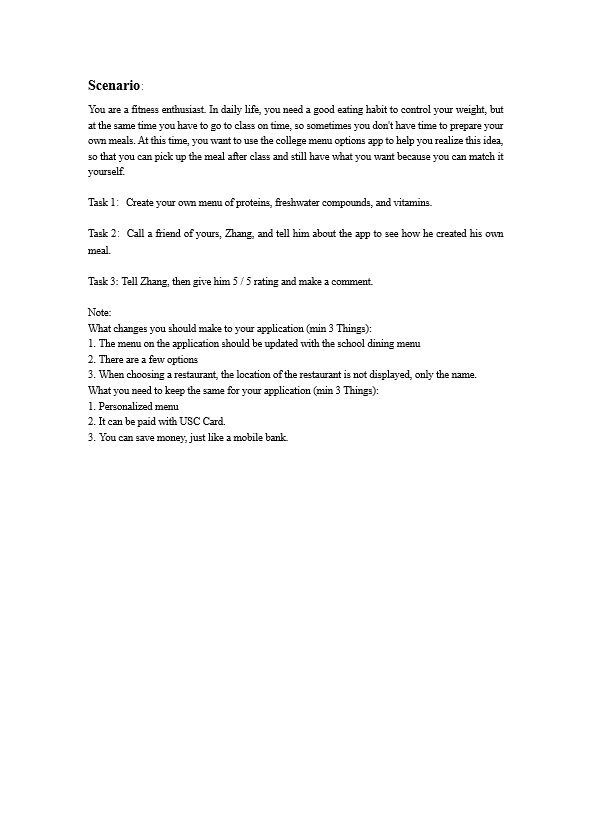 Scenario:
You are a fitness enthusiast. In daily life, you need a good eating habit to control your weight, but
at the same time you have to go to class on time, so sometimes you don't have time to prepare your
own meals. At this time, you want to use the college menu options app to help you realize this idea,
so that you can pick up the meal after class and still have what you want because you can match it
yourself.
Task 1: Create your own menu of proteins, freshwater compounds, and vitamins.
Task 2: Call a friend of yours, Zhang, and tell him about the app to see how he created his own
meal.
Task 3: Tell Zhang, then give him 5 / 5 rating and make a comment.
Note:
What changes you should make to your application (min 3 Things):
1. The menu on the application should be updated with the school dining menu
2. There are a few options
3. When choosing a restaurant, the location of the restaurant is not displayed, only the name.
What you need to keep the same for your application (min 3 Things):
1. Personalized menu
2. It can be paid with USC Card.
3. You can save money, just like a mobile bank.